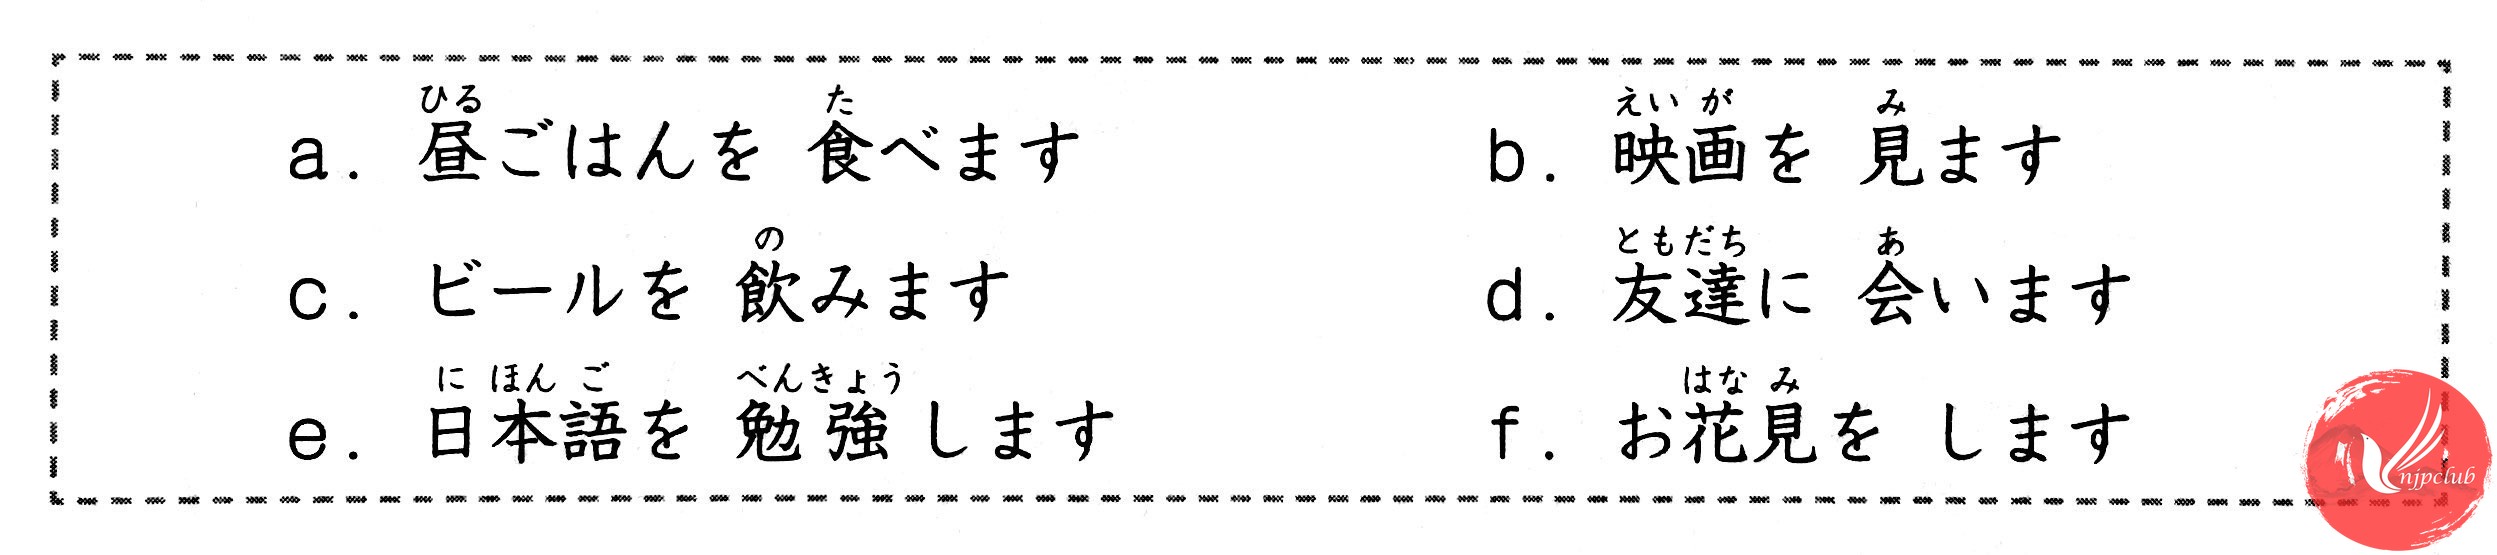 ひる た えいが み
a. 昼ごはんを 食べます b. 映画を 見ます
の ともだち あ
c. ビールを 飲みます d. 友達に 会います
にほんご べんきょう はなみ
e. 日本語を 勉強します f. お花見を します
njpclub